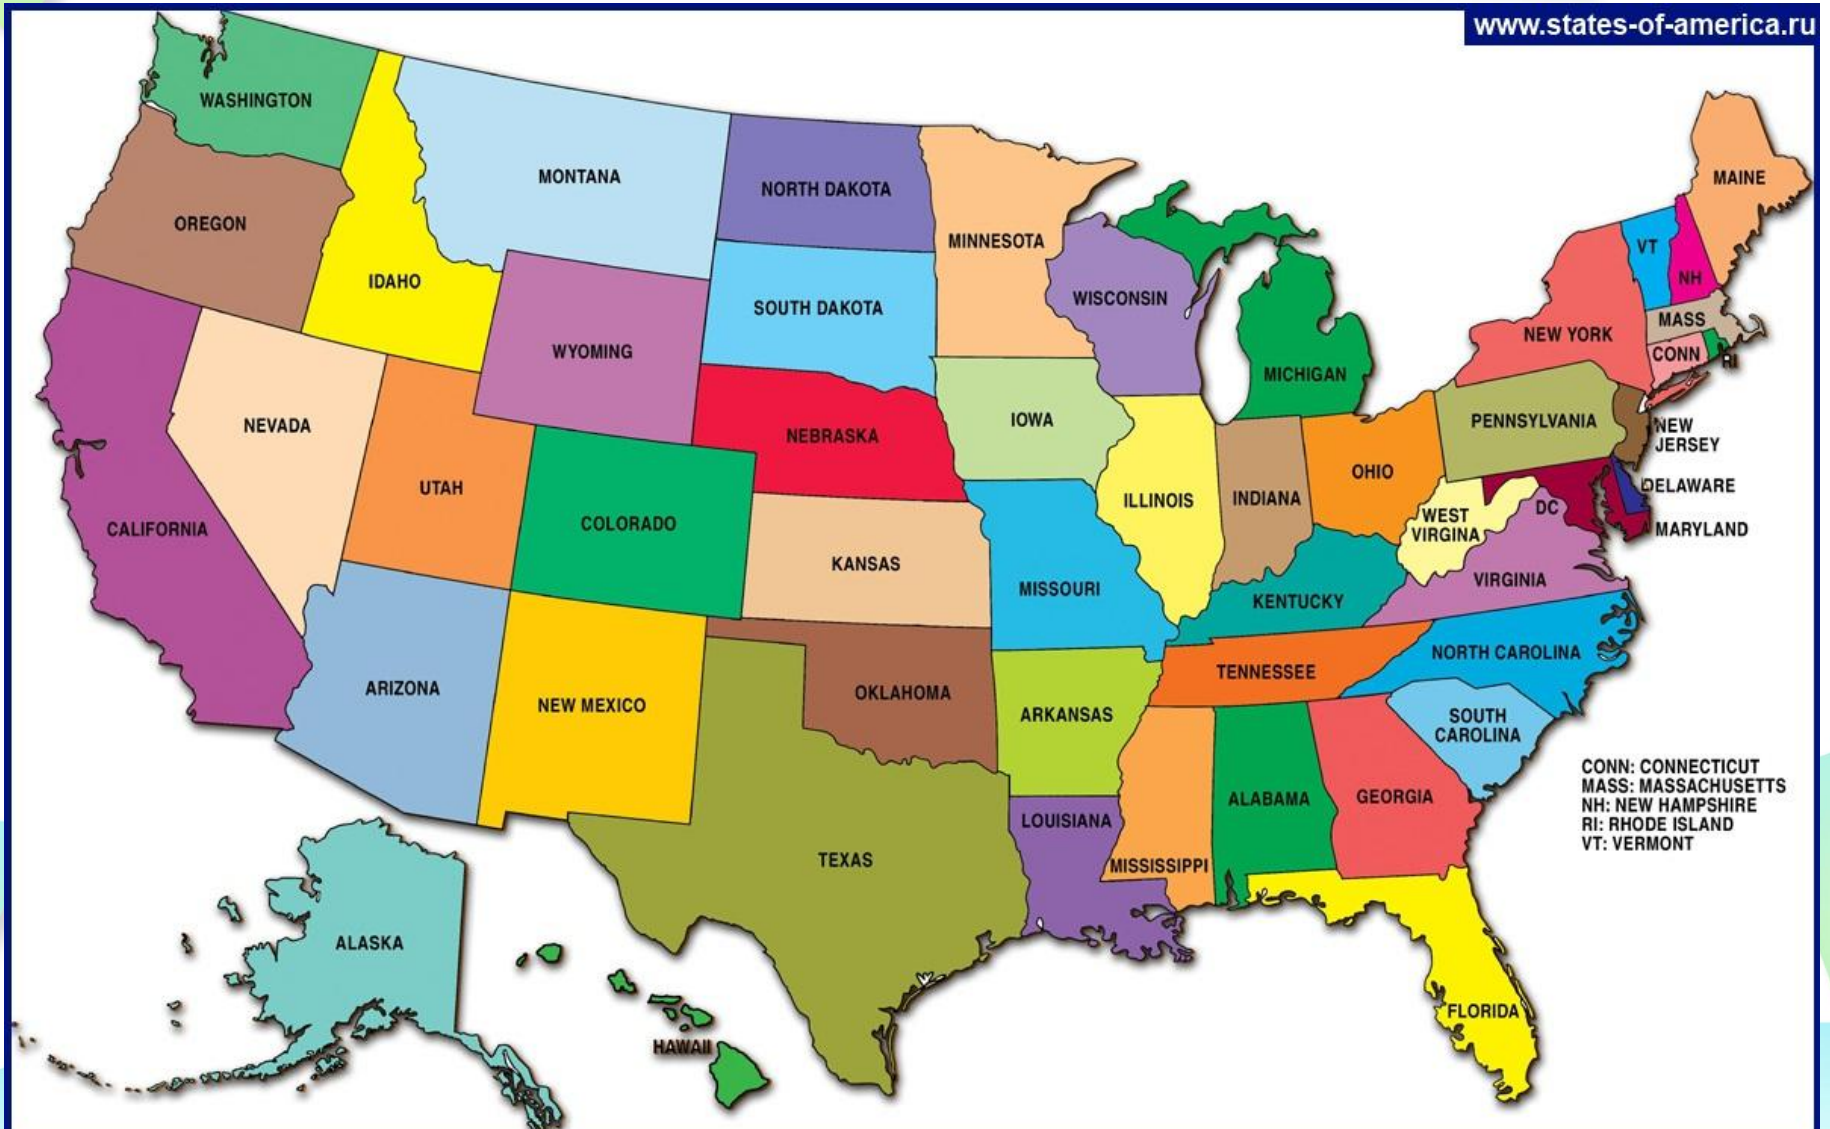 www.states-of-america.ru
WASHINGTON
MAINE
MONTANA
NORTH DAKOTA
OREGON
MINNESOTA
VT
IDAHO
NH
WISCONSIN
SOUTH DAKOTA
MASS
NEW YORK
WYOMING
CONN
RI
MICHIGAN
IOWA
PENNSYLVANIA
NEVADA
NEW
JERSEY
NEBRASKA
OHIO
UTAH
DELAWARE
INDIANA
ILLINOIS
DC
WEST
VIRGINA
COLORADO
CALIFORNIA
MARYLAND
KANSAS
VIRGINIA
MISSOURI
KENTUCKY
NORTH CAROLINA
TENNESSEE
ARIZONA
OKLAHOMA
NEW MEXICO
ARKANSAS
SOUTH
CAROLINA
CONN: CONNECTICUT
MASS: MASSACHUSETTS
NH: NEW HAMPSHIRE
RI: RHODE ISLAND
VT: VERMONT
ALABAMA
GEORGIA
LOUISIANA
TEXAS
MISSISSIPPI
ALASKA
FLORIDA
HAWAII